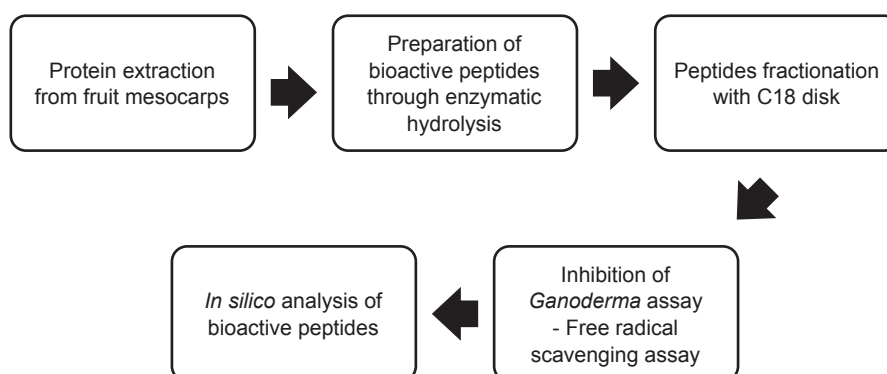 Protein extraction
from fruit mesocarps
Preparation of
bioactive peptides
through enzymatic
hydrolysis
Peptides fractionation
with C18 disk
Inhibition of
Ganoderma assay
- Free radical
scavenging assay
In silico analysis of
bioactive peptides